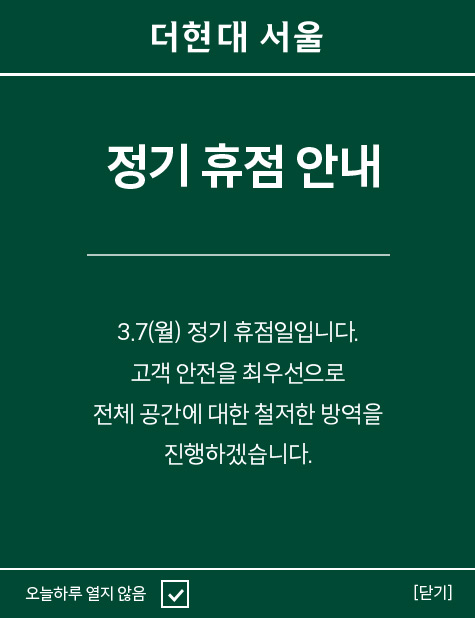 더현대 서울
정기 휴점 안내
3.7(월) 정기 휴점일입니다.
고객 안전을 최우선으로
전체 공간에 대한 철저한 방역을
진행하겠습니다.
오늘하루 열지 않음 [닫기]